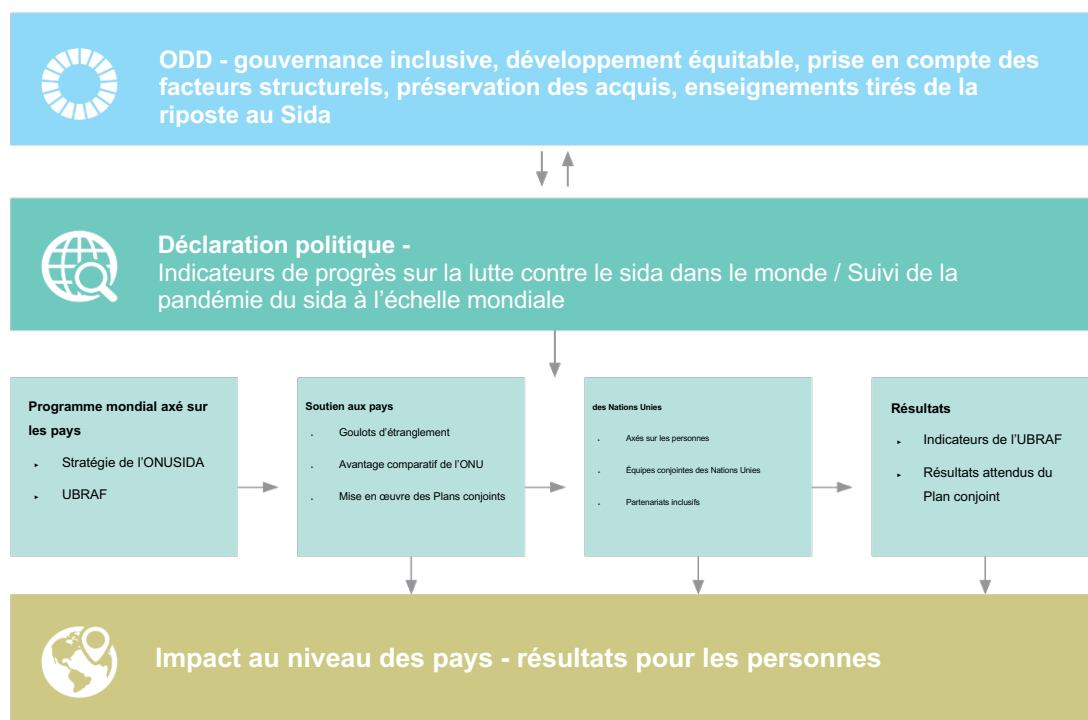 ODD - gouvernance inclusive, développement équitable, prise en compte des
facteurs structurels, préservation des acquis, enseignements tirés de la
riposte au Sida
Déclaration politique -
Indicateurs de progrès sur la lutte contre le sida dans le monde / Suivi de la
pandémie du sida à l’échelle mondiale
Programme mondial axé sur
les pays
Stratégie de l’ONUSIDA
UBRAF
Soutien aux pays
Goulots d’étranglement
Avantage comparatif de l’ONU
Mise en œuvre des Plans conjoints
des Nations Unies
Axés sur les personnes
Équipes conjointes des Nations Unies
Partenariats inclusifs
Résultats
Indicateurs de l’UBRAF
Résultats attendus du
Plan conjoint
Impact au niveau des pays - résultats pour les personnes